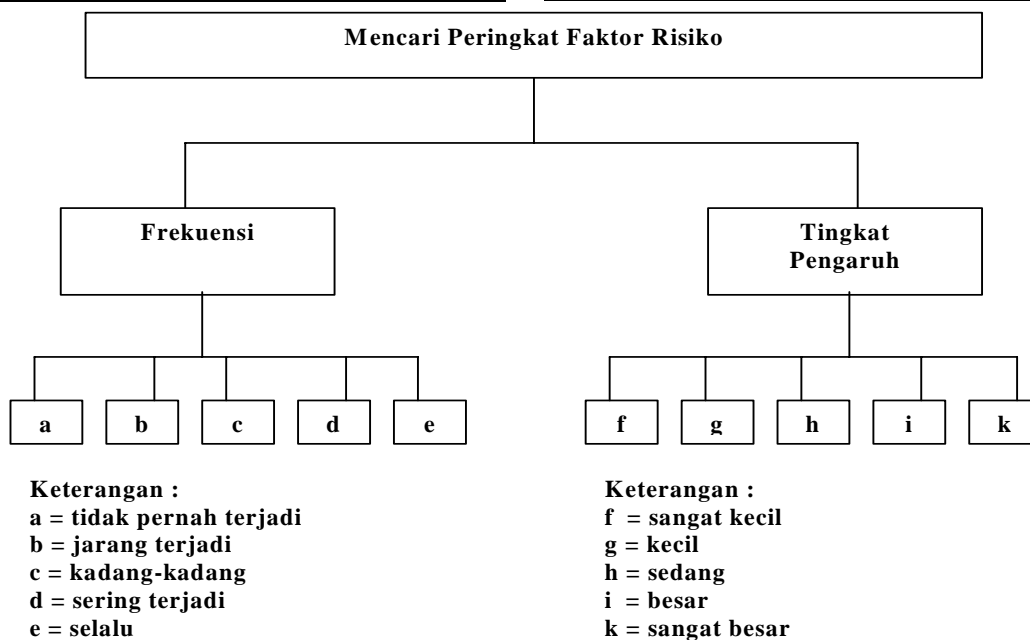 Mencari Peringkat Faktor Risiko
Frekuensi
Tingkat
Pengaruh
a b c d e
f g h i k
Keterangan :
a = tidak pernah terjadi
b = jarang terjadi
c = kadang-kadang
d = sering terjadi
e = selalu
Keterangan :
f = sangat kecil
g = kecil
h = sedang
i = besar
k = sangat besar